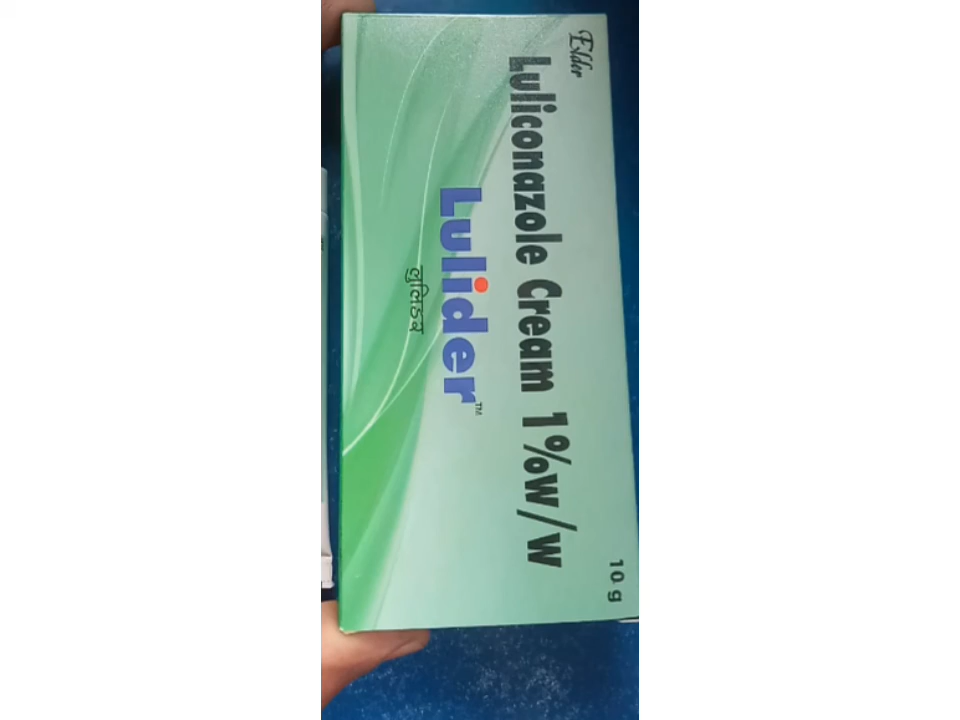 Elder
10 g
Luliconazole Cream 1%w/w
Lulider™
लुलिडर